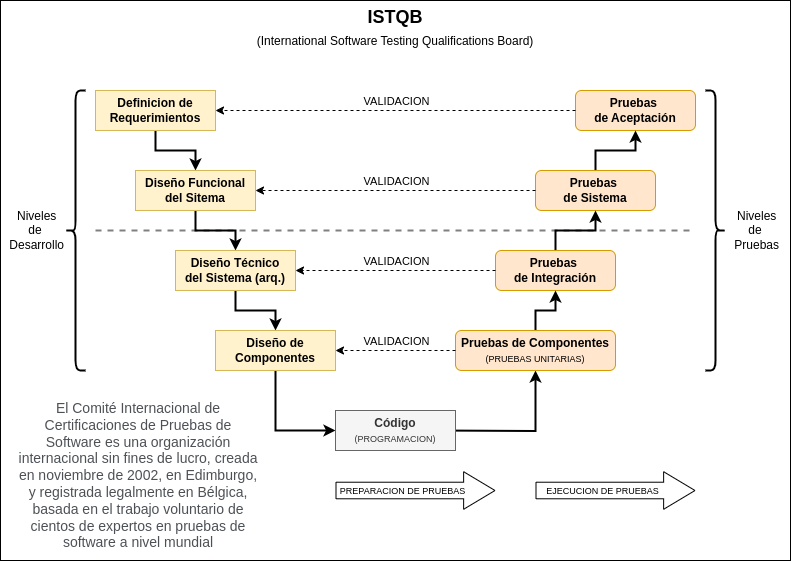 ISTQB
(International Software Testing Qualifications Board)
Definicion de
Requerimientos
VALIDACION
Pruebas
de Aceptación
Diseño Funcional
del Sitema
VALIDACION
Pruebas
de Sistema
Niveles
de
Desarrollo
Niveles
de
Pruebas
Diseño Técnico
del Sistema (arq.)
VALIDACION
Pruebas
de Integración
Diseño de
Componentes
VALIDACION
Pruebas de Componentes
(PRUEBAS UNITARIAS)
Código
(PROGRAMACION)
El Comité Internacional de
Certificaciones de Pruebas de
Software es una organización
internacional sin fines de lucro, creada
en noviembre de 2002, en Edimburgo,
y registrada legalmente en Bélgica,
basada en el trabajo voluntario de
cientos de expertos en pruebas de
software a nivel mundial
PREPARACION DE PRUEBAS
EJECUCION DE PRUEBAS